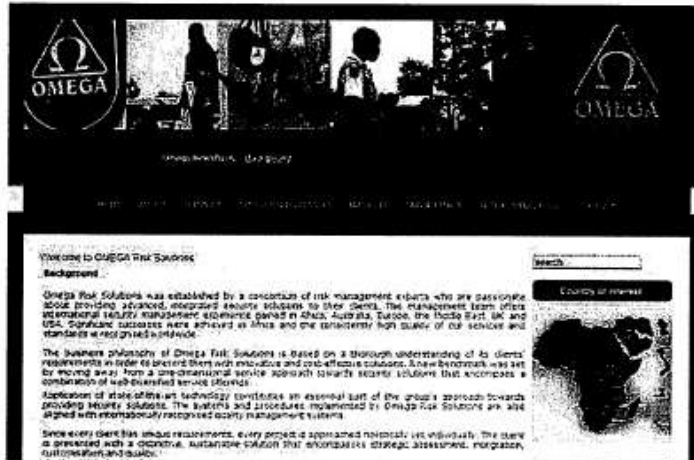 OMEGA
OMEGA
Welcome to OMEGA Risk Solutions
search
Background
Country of interest
Omega Risk Solutions was established by a consortium of risk management experts who are passionate
about providing advanced, integrated security solutions to their clients. The management team offers
international security management experience gained in Africa, Australia, Europe, the Middle East, UK and
USA. Significant successes were achieved in Africa and the consistently high quality of our services and
standards is recognised worldwide.
The business philosophy of Omega Risk Solutions is based on a thorough understanding of its clients'
requirements in order to present them with innovative and cost-effective solutions. A new benchmark was set
by moving away from a one-dimensional service approach towards security solutions that encompass a
combination of well-diversified service offerings.
Application of state-of-the-art technology constitutes an essential part of the group's approach towards
providing security solutions. The systems and procedures implemented by Omega Risk Solutions are also
aligned with internationally recognised quality management systems.
Since every client has unique requirements, every project is approached holistically yet individually. The client
is presented with a distinctive, sustainable solution that encompasses strategic assessment, integration,
customisation and quality.